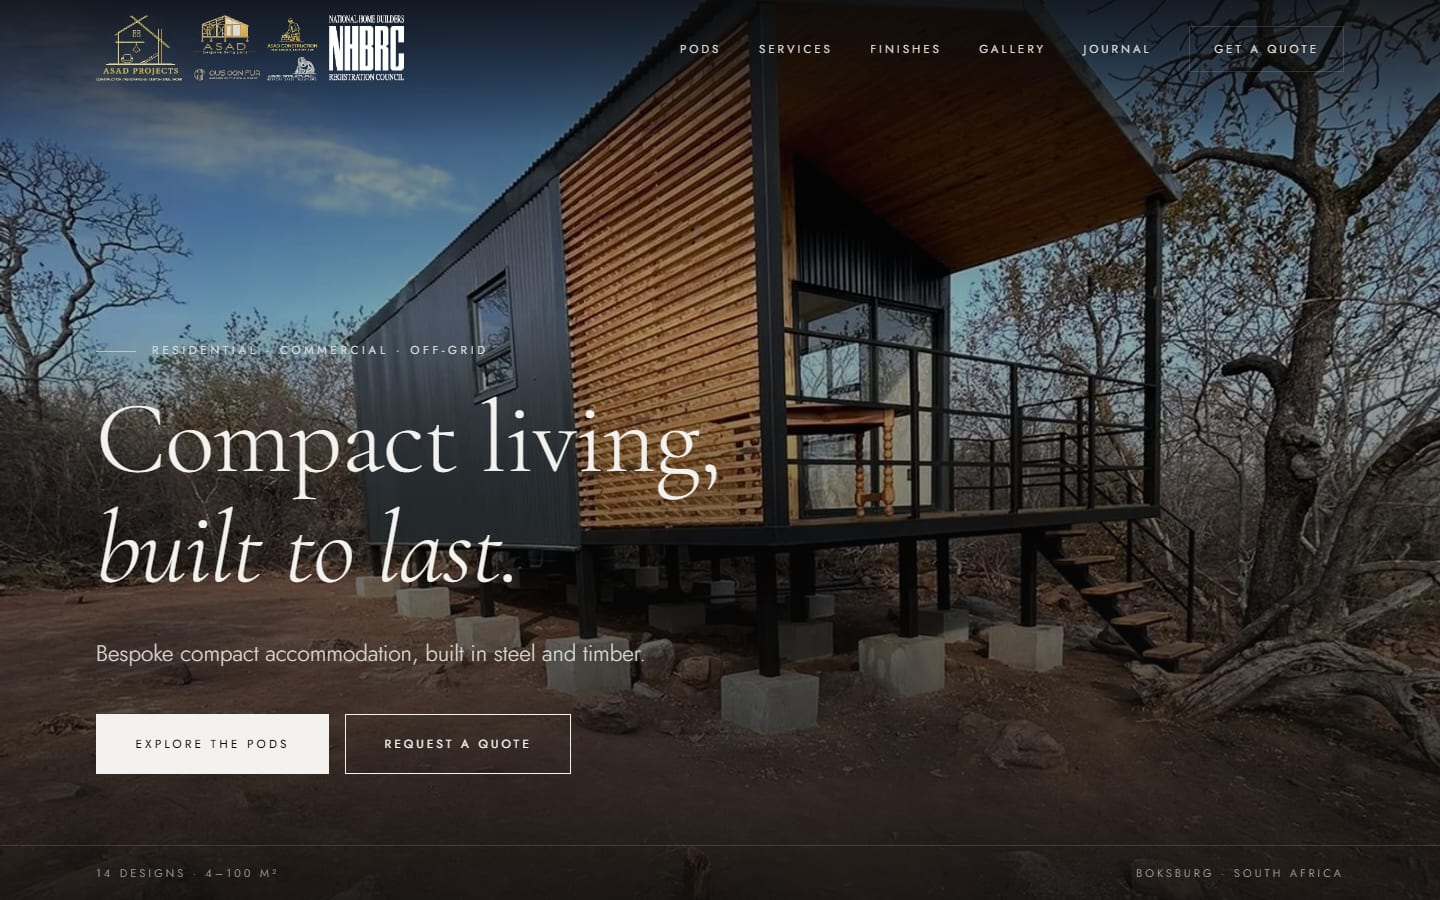 ASAD PROJECTS
ASAD
ASAD CONSTRUCTION
NATIONAL HOME BUILDERS
NHBRC
REGISTRATION COUNCIL
PODS
SERVICES
FINISHES
GALLERY
JOURNAL
GET A QUOTE
RESIDENTIAL · COMMERCIAL · OFF-GRID
Compact living,
built to last.
Bespoke compact accommodation, built in steel and timber.
EXPLORE THE PODS
REQUEST A QUOTE
14 DESIGNS · 4–100 M²
BOKSBURG · SOUTH AFRICA